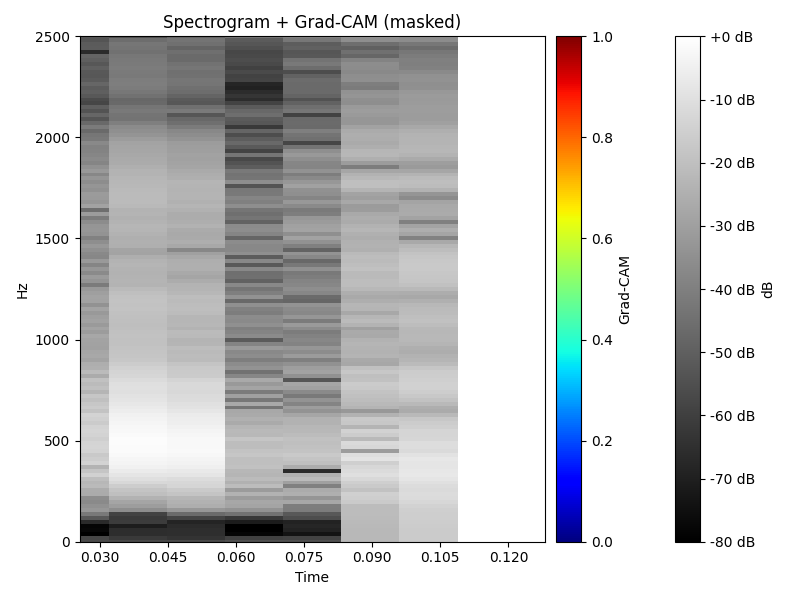 Spectrogram + Grad-CAM (masked)
2500
2000
1500
1000
500
0
Hz
0.030
0.045
0.060
0.075
0.090
0.105
0.120
Time
1.0
0.8
0.6
0.4
0.2
0.0
Grad-CAM
+0 dB
-10 dB
-20 dB
-30 dB
-40 dB
-50 dB
-60 dB
-70 dB
-80 dB
dB